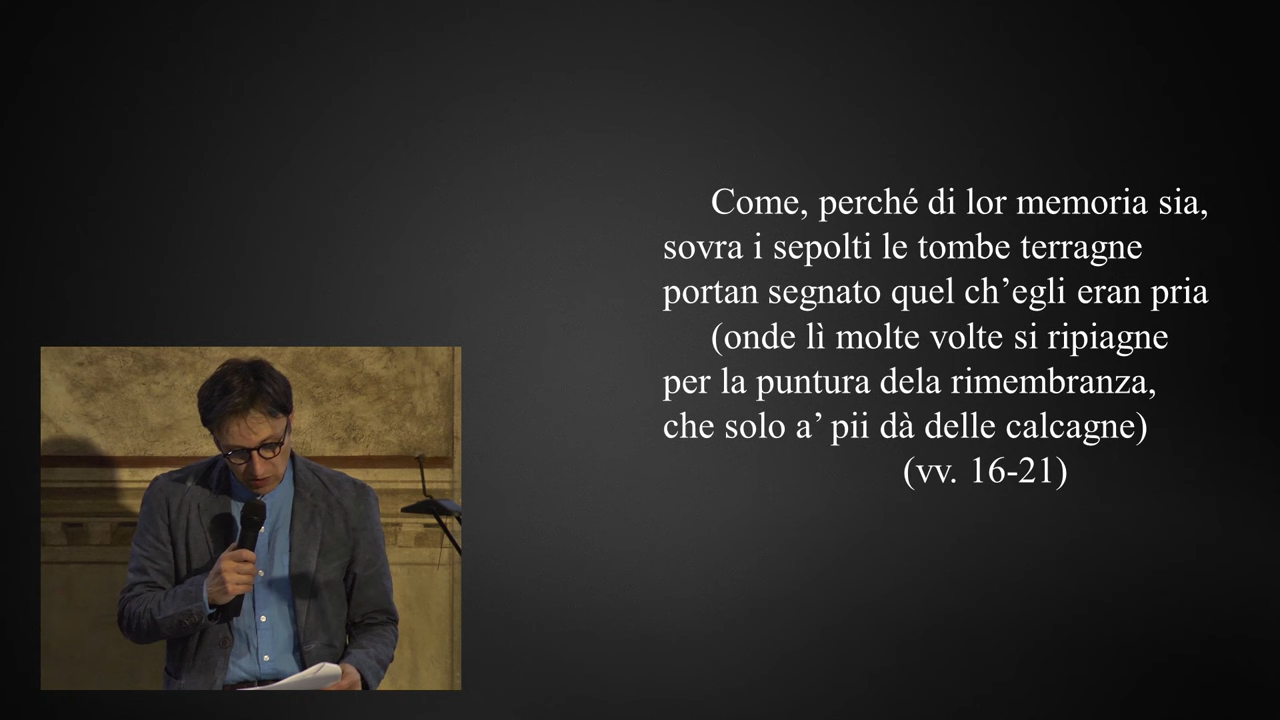 Come, perché di lor memoria sia,
sovra i sepolti le tombe terragne
portan segnato quel ch’egli eran pria
(onde lì molte volte si ripiagne
per la puntura dela rimembranza,
che solo a’ pii dà delle calcagne)
(vv. 16-21)